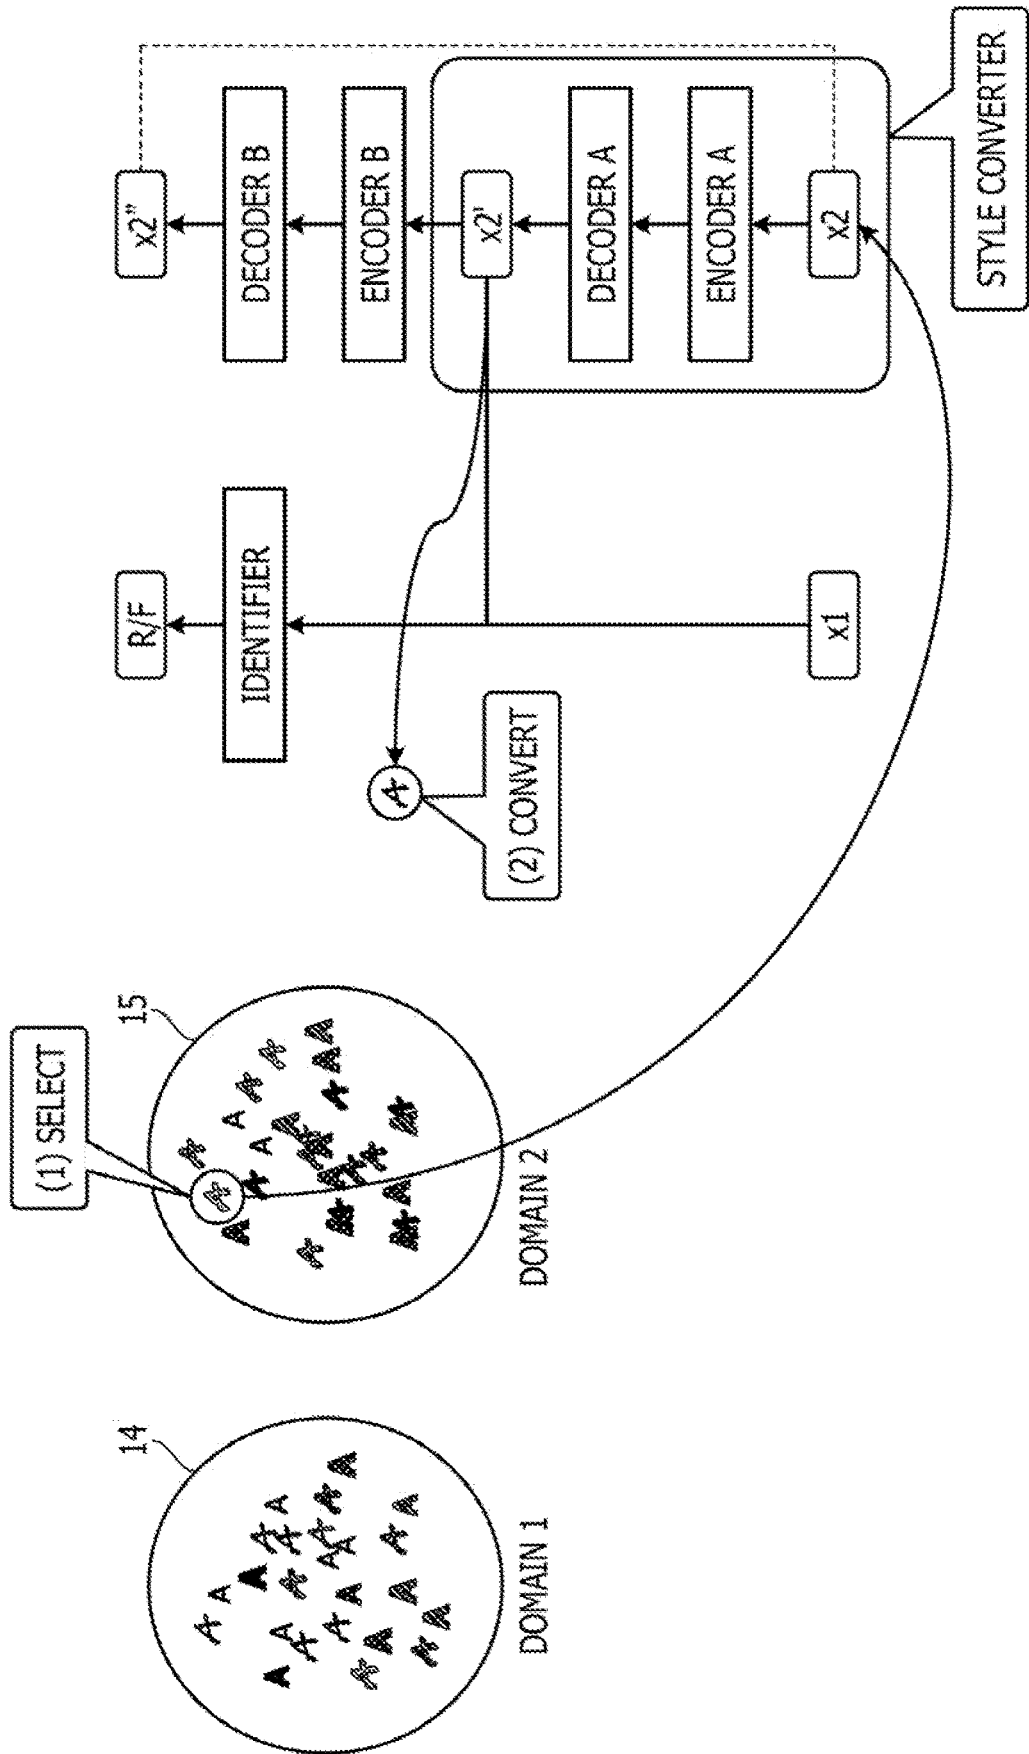 (1) SELECT
14
15
DOMAIN 1
DOMAIN 2
A
(2) CONVERT
R/F
IDENTIFIER
x1
x2"
DECODER B
ENCODER B
x2'
DECODER A
ENCODER A
x2
STYLE CONVERTER